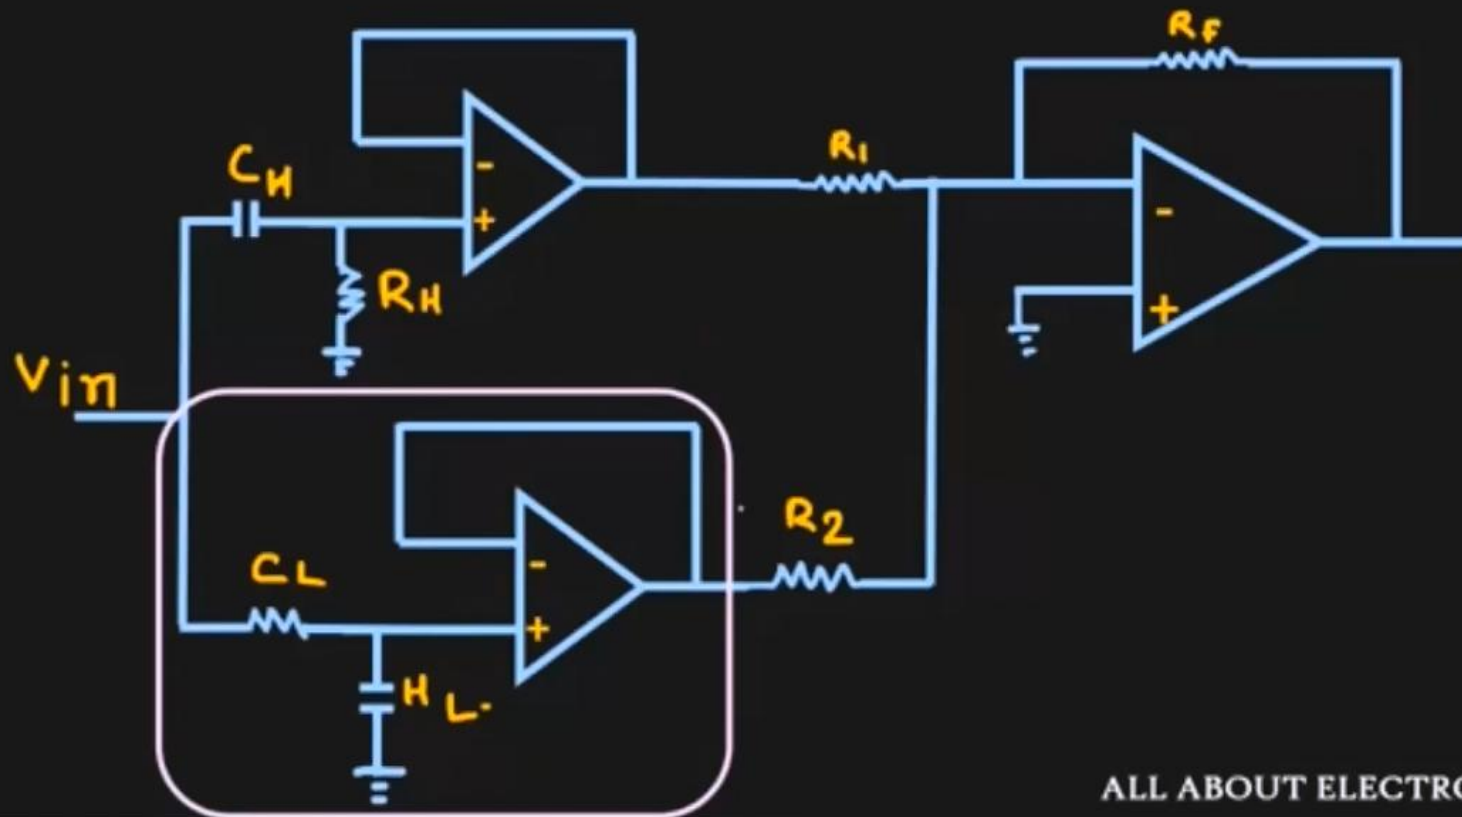 RF
R1
CH
-
+
RH
-
+
Vin
R2
CL
-
+
HL.
ALL ABOUT ELECTRO